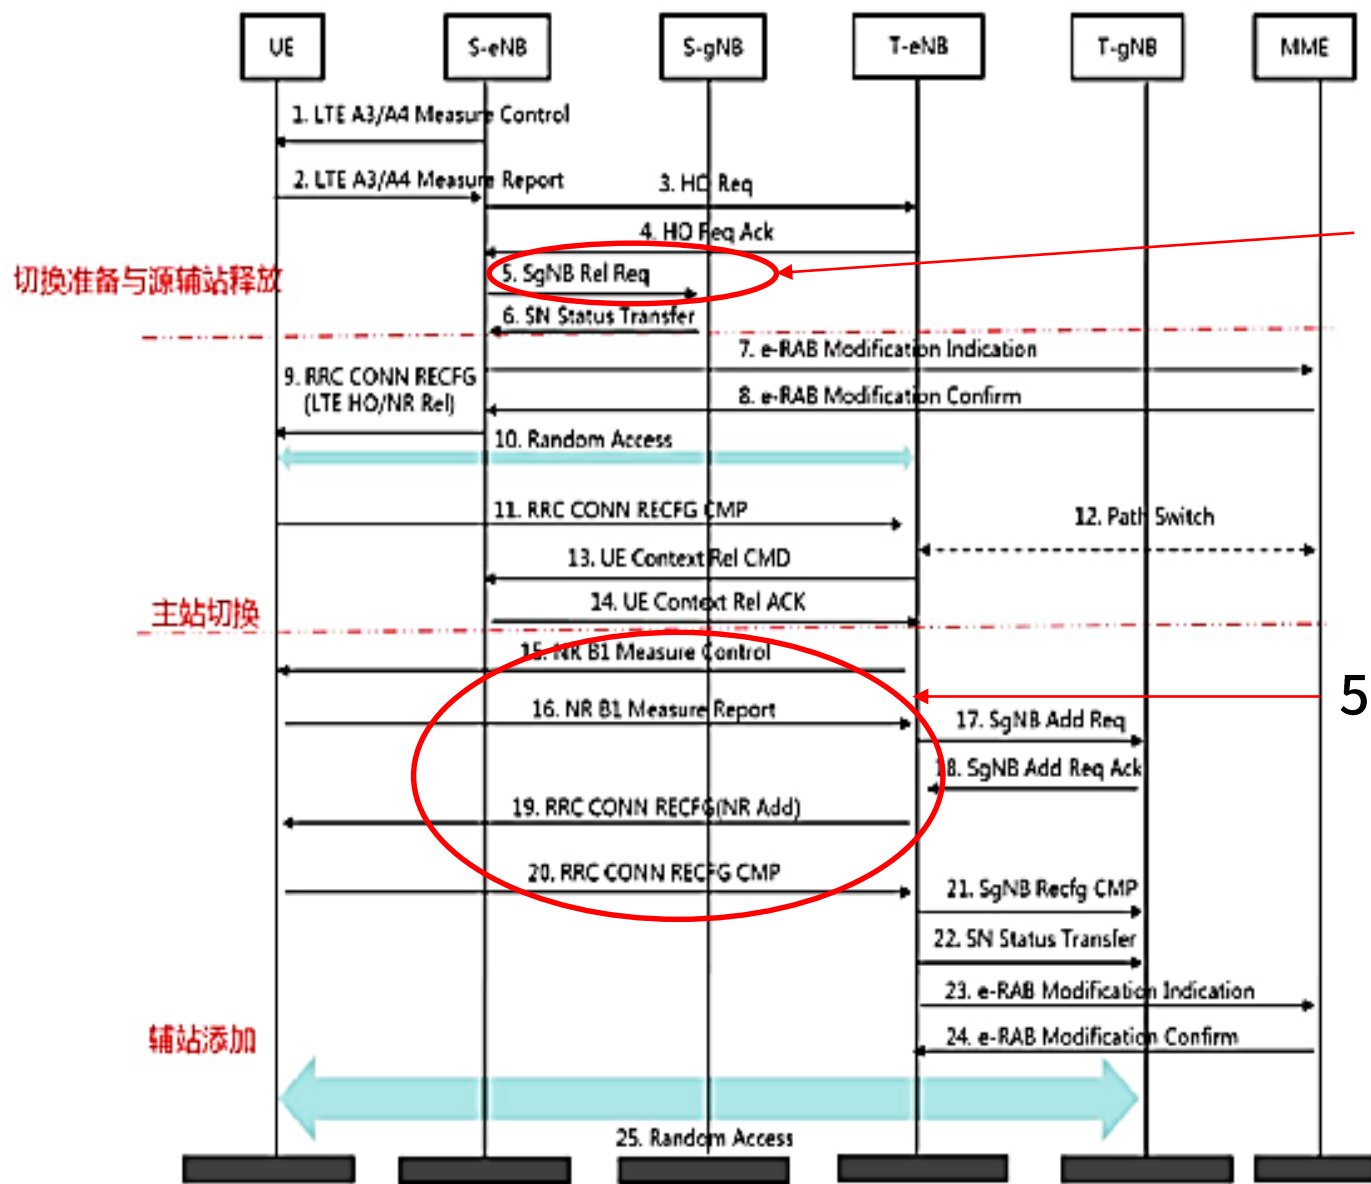 UE
S-eNB
S-gNB
T-eNB
T-gNB
MME
1. LTE A3/A4 Measure Control
2. LTE A3/A4 Measure Report
3. HO Req
4. HO Req Ack
切换准备与源辅站释放
5. SgNB Rel Req
6. SN Status Transfer
7. e-RAB Modification Indication
9. RRC CONN RECFG
(LTE HO/NR Rel)
8. e-RAB Modification Confirm
10. Random Access
11. RRC CONN RECFG CMP
12. Path Switch
13. UE Context Rel CMD
14. UE Context Rel ACK
主站切换
15. NR B1 Measure Control
5
16. NR B1 Measure Report
17. SgNB Add Req
18. SgNB Add Req Ack
19. RRC CONN RECFG(NR Add)
20. RRC CONN RECFG CMP
21. SgNB Recfg CMP
22. SN Status Transfer
23. e-RAB Modification Indication
辅站添加
24. e-RAB Modification Confirm
25. Random Access